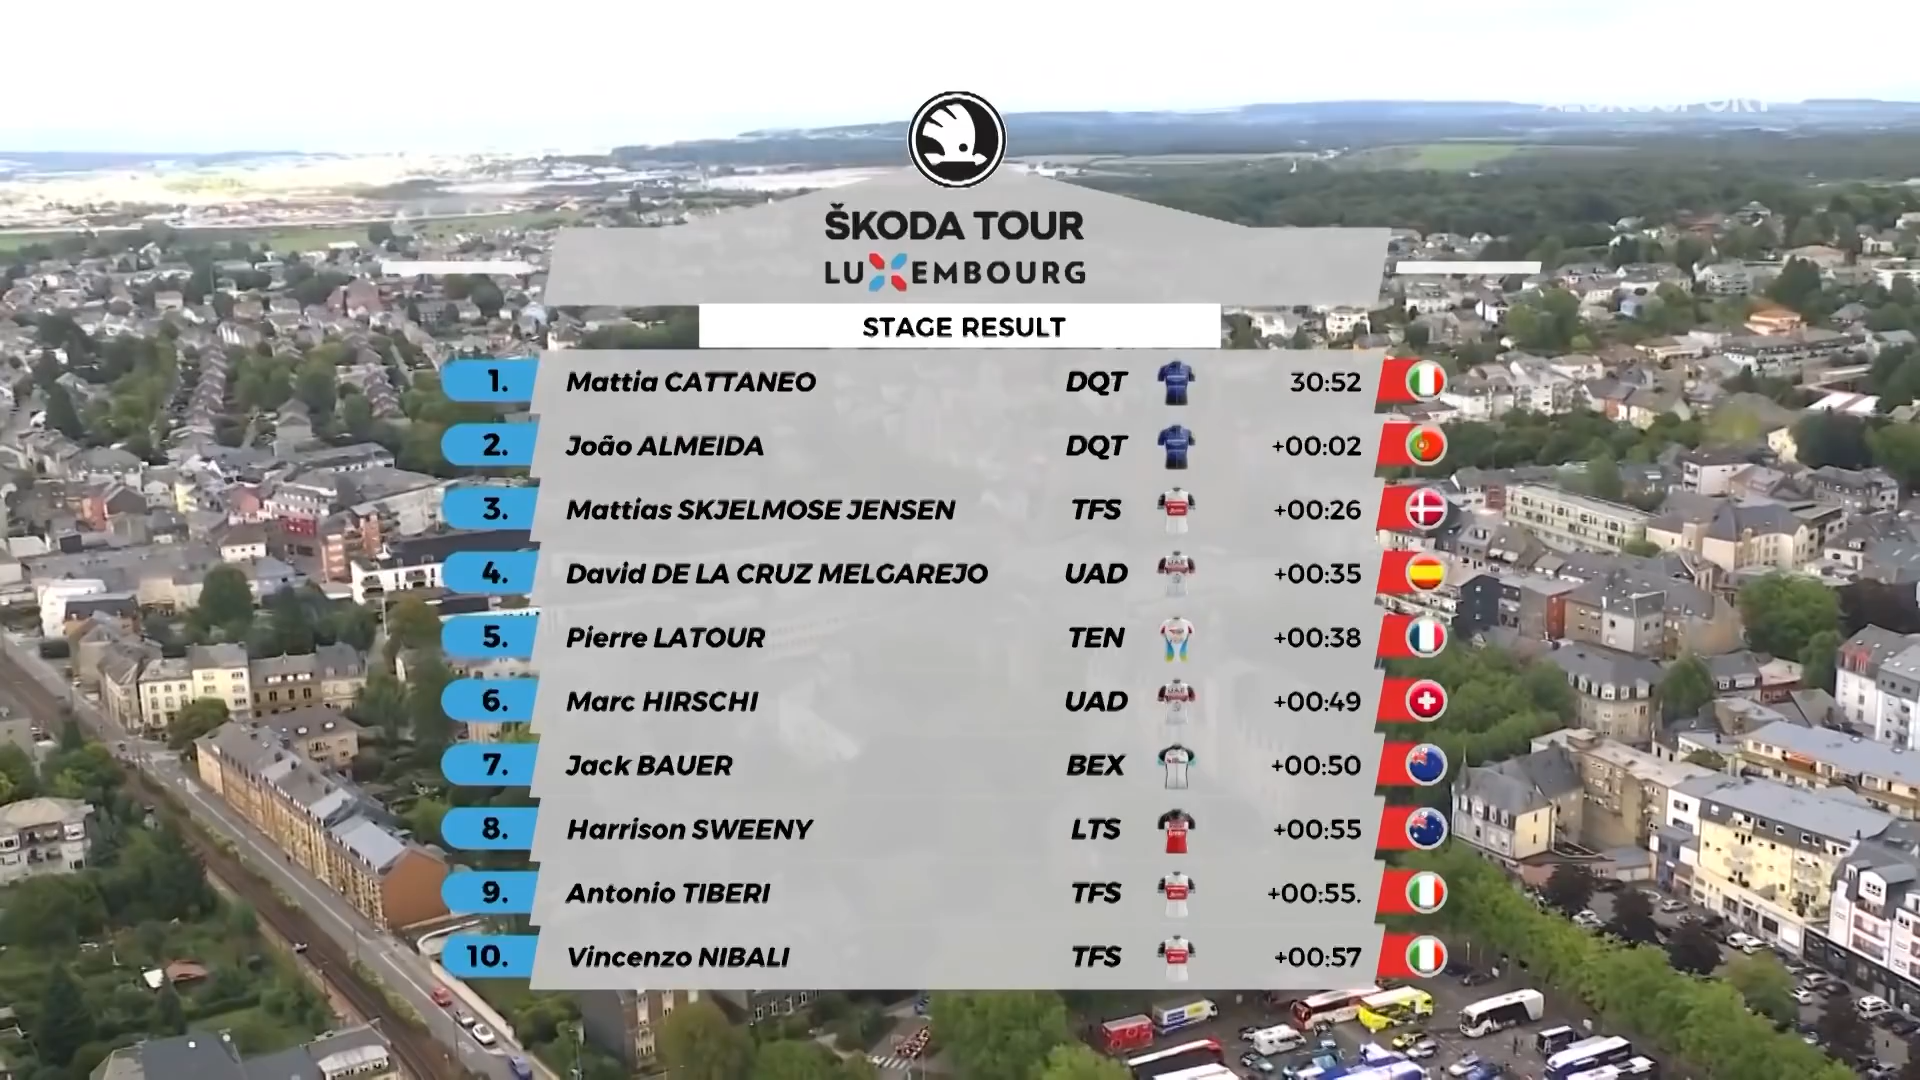 ŠKODA TOUR
LUXEMBOURG
STAGE RESULT
1. Mattia CATTANEO DQT 30:52
2. João ALMEIDA DQT +00:02
3. Mattias SKJELMOSE JENSEN TFS +00:26
4. David DE LA CRUZ MELGAREJO UAD +00:35
5. Pierre LATOUR TEN +00:38
6. Marc HIRSCHI UAD +00:49
7. Jack BAUER BEX +00:50
8. Harrison SWEENY LTS +00:55
9. Antonio TIBERI TFS +00:55.
10. Vincenzo NIBALI TFS +00:57